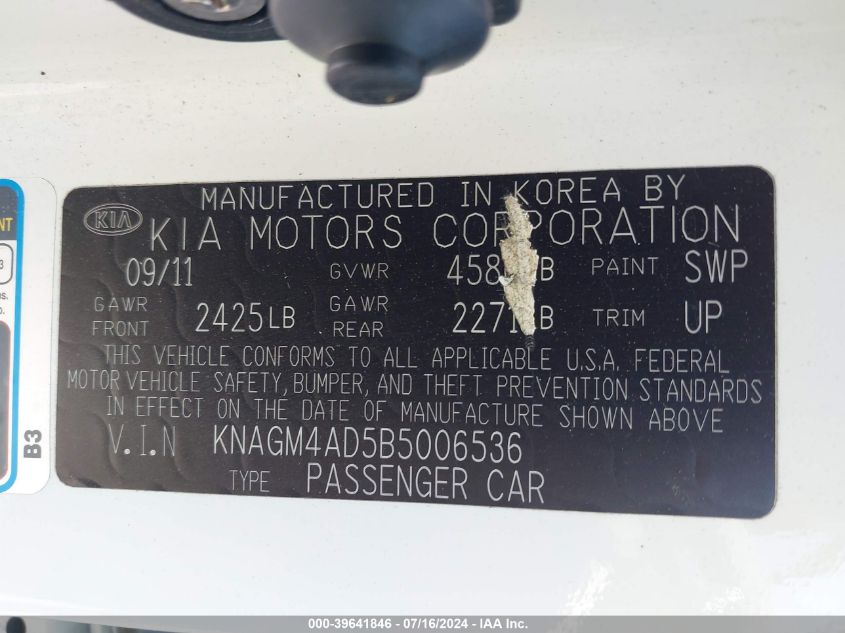 MANUFACTURED IN KOREA BY
KIA
KIA MOTORS CORPORATION
09/11 GVWR PAINT SWP
GAWR FRONT 2425LB GAWR REAR TRIM UP
THIS VEHICLE CONFORMS TO ALL APPLICABLE U.S.A. FEDERAL
MOTOR VEHICLE SAFETY, BUMPER, AND THEFT PREVENTION STANDARDS
IN EFFECT ON THE DATE OF MANUFACTURE SHOWN ABOVE
V.I.N KNAGM4AD5B5006536
TYPE PASSENGER CAR
B3
000-39641846 - 07/16/2024 - IAA Inc.